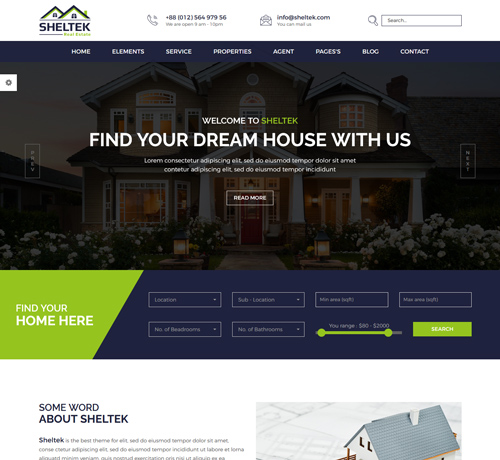 SHELTEK
Real Estate
+88 (012) 564 979 56
We are open 9 am - 10pm
info@sheltek.com
You can mail us
Search...
HOME ELEMENTS SERVICE PROPERTIES AGENT PAGES'S BLOG CONTACT
WELCOME TO SHELTEK
FIND YOUR DREAM HOUSE WITH US
Lorem consectetur adipiscing elit, sed do eiusmod tempor dolor sit amet
contetur adipiscing elit, sed do eiusmod tempor incididunt
READ MORE
PREV
NEXT
FIND YOUR
HOME HERE
Location
Sub - Location
Min area (sqft)
Max area (sqft)
No. of Beadrooms
No. of Bathrooms
You range : $80 - $2000
SEARCH
SOME WORD
ABOUT SHELTEK
Sheltek is the best theme for elit, sed do eiusmod tempor dolor sit
amet, conse ctetur adipiscing elit, sed do eiusmod tempor incididunt ut labore et lorna
aliquatd minim veniam, quis nostrud exercitation oris nisi ut aliquip ex ea